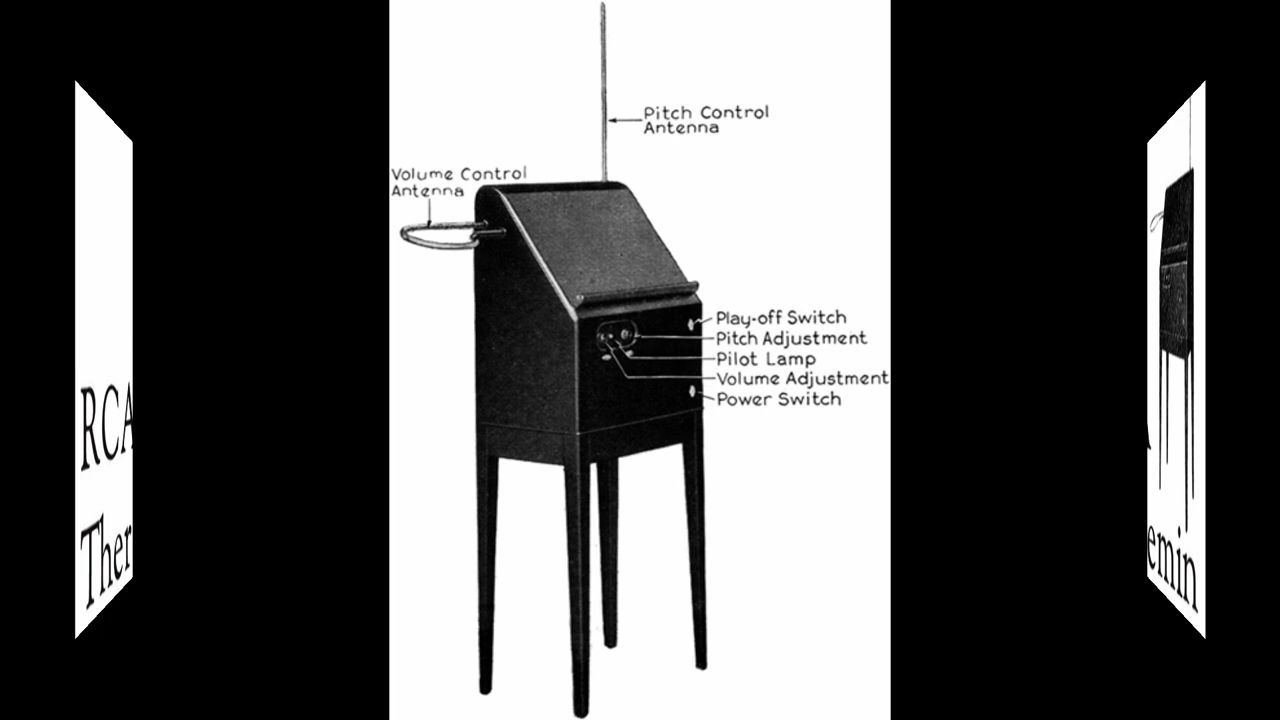 Pitch Control
Antenna
Volume Control
Antenna
Play-off Switch
Pitch Adjustment
Pilot Lamp
Volume Adjustment
Power Switch
RCA
Ther
emin